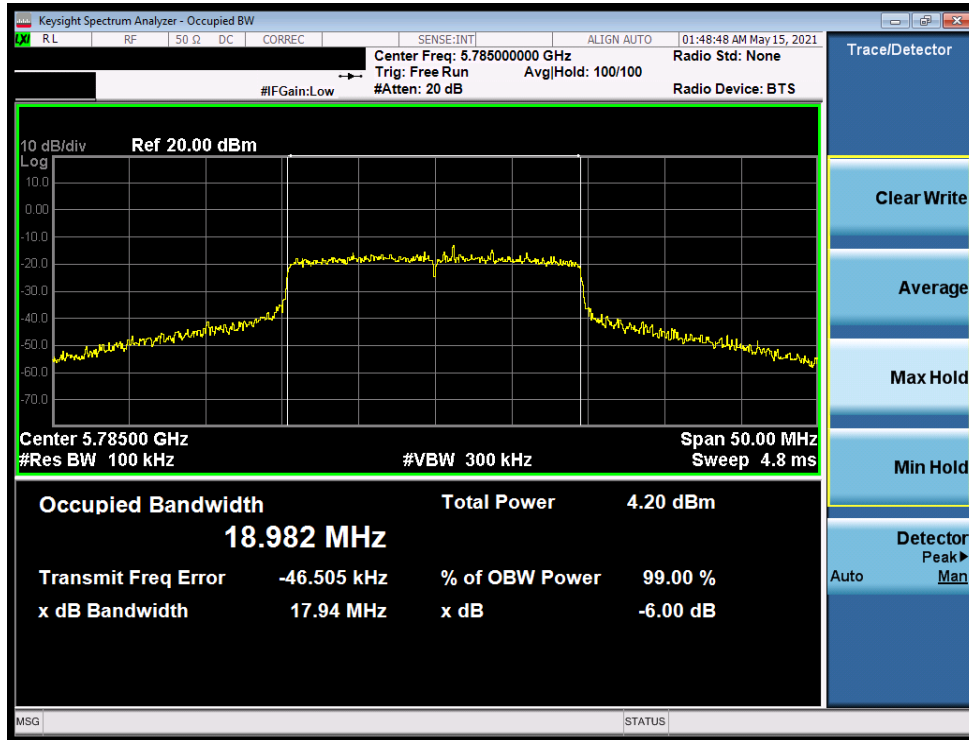 Keysight Spectrum Analyzer - Occupied BW
LXI RL RF 50 Ω DC CORREC SENSE:INT ALIGN AUTO 01:48:48 AM May 15, 2021
Center Freq: 5.785000000 GHz Radio Std: None
Trig: Free Run Avg|Hold: 100/100
#IFGain:Low #Atten: 20 dB Radio Device: BTS
10 dB/div Ref 20.00 dBm
Log
10.0
0.00
-10.0
-20.0
-30.0
-40.0
-50.0
-60.0
-70.0
Center 5.78500 GHz Span 50.00 MHz
#Res BW 100 kHz #VBW 300 kHz Sweep 4.8 ms
Occupied Bandwidth Total Power 4.20 dBm
18.982 MHz
Transmit Freq Error -46.505 kHz % of OBW Power 99.00 %
x dB Bandwidth 17.94 MHz x dB -6.00 dB
MSG STATUS
Trace/Detector
Clear Write
Average
Max Hold
Min Hold
Detector
Peak▶
Auto Man